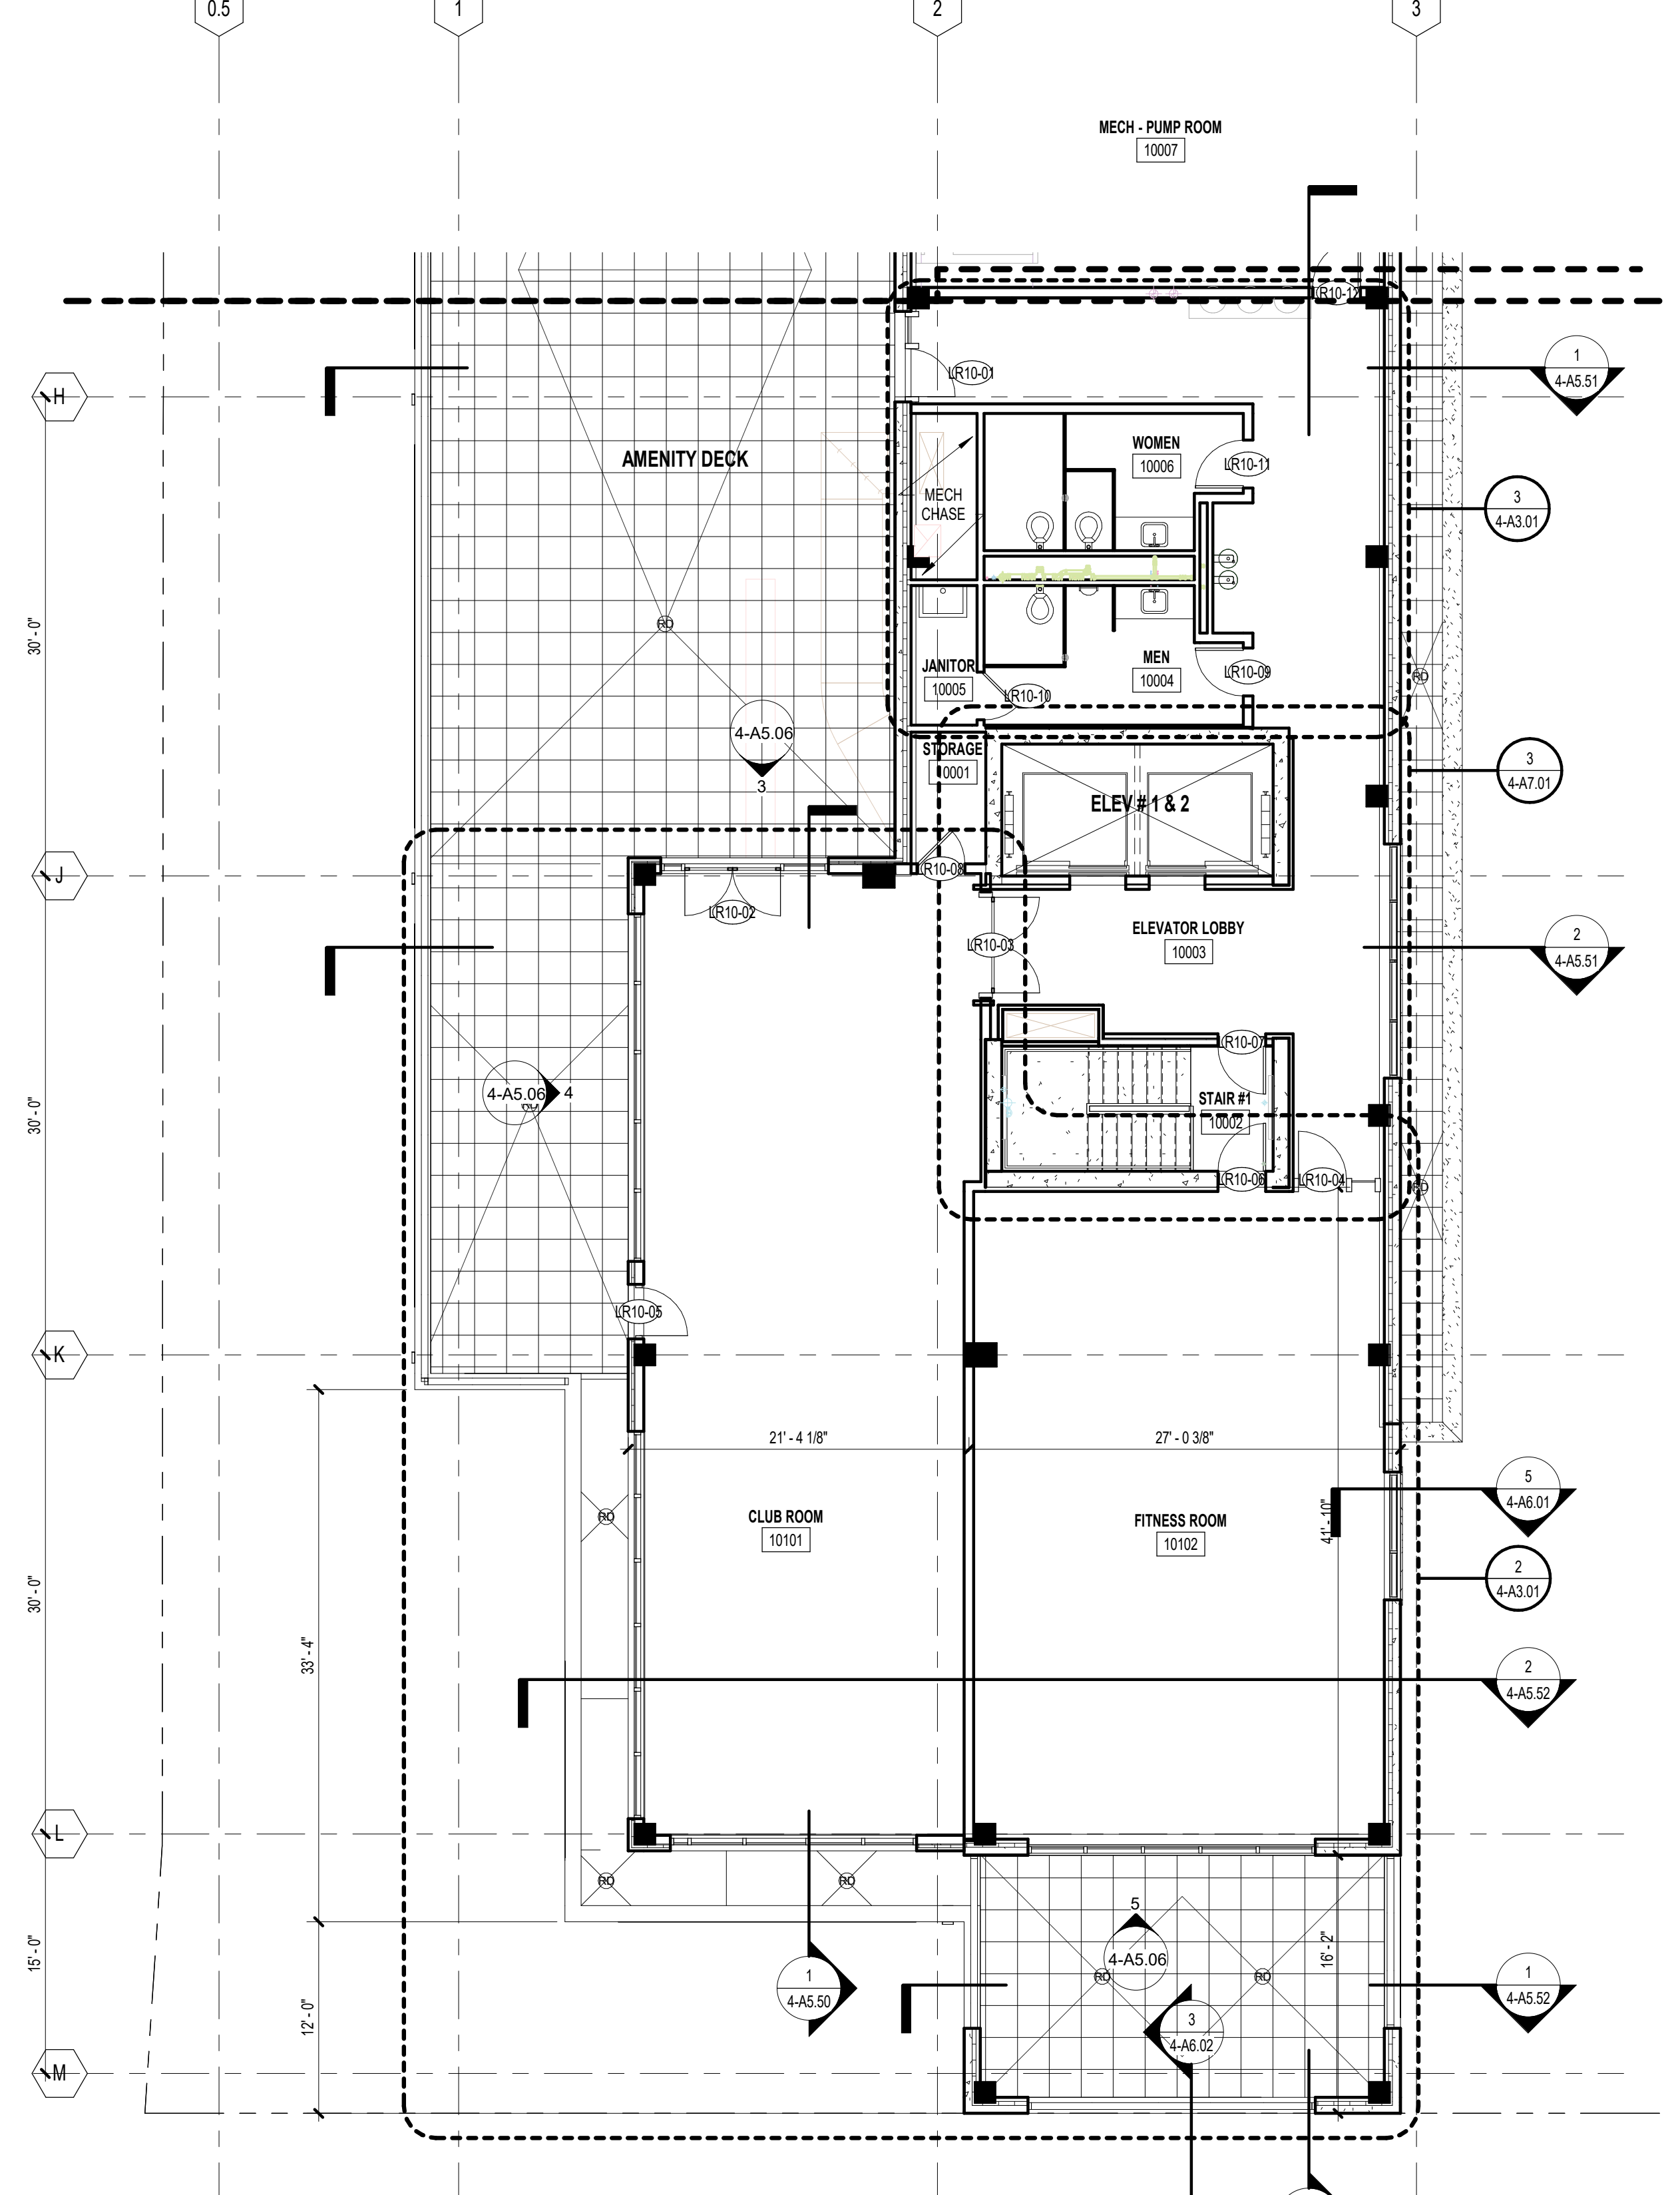 0.5
1
2
3
MECH - PUMP ROOM
10007
LR10-12
LR10-01
1
4-A5.51
H
AMENITY DECK
WOMEN
10006
LR10-11
MECH
CHASE
3
4-A3.01
30' - 0"
RD
JANITOR
10005
MEN
10004
LR10-09
LR10-10
RD
4-A5.06
3
STORAGE
10001
ELEV # 1 & 2
3
4-A7.01
J
LR10-08
LR10-02
LR10-03
ELEVATOR LOBBY
10003
2
4-A5.51
LR10-07
30' - 0"
4-A5.06
4
RD
STAIR #1
10002
LR10-06
LR10-04
RD
LR10-05
K
21' - 4 1/8"
27' - 0 3/8"
5
4-A6.01
CLUB ROOM
10101
FITNESS ROOM
10102
41' - 10"
RD
2
4-A3.01
30' - 0"
33' - 4"
2
4-A5.52
L
RD
RD
5
4-A5.06
15' - 0"
16' - 2"
RD
RD
1
4-A5.50
1
4-A5.52
12' - 0"
3
4-A6.02
M